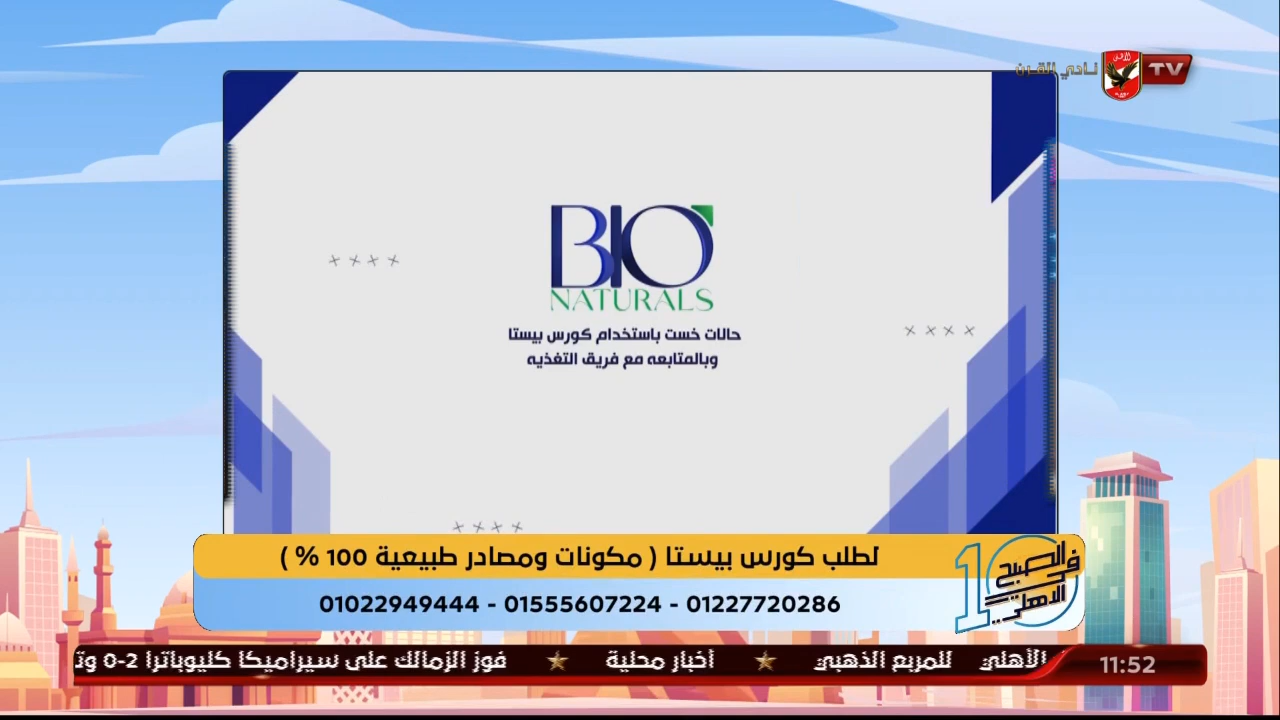 نادي القرن
TV
BIO
NATURALS
حالات خست باستخدام كورس بيستا
وبالمتابعه مع فريق التغذيه
لطلب كورس بيستا ( مكونات ومصادر طبيعية 100 % )
01022949444 - 01555607224 - 01227720286
10 الصبح
في الاهلي
الأهلي للمربع الذهبي ★ أخبار محلية ★ فوز الزمالك على سيراميكا كليوباترا 2-0
11:52